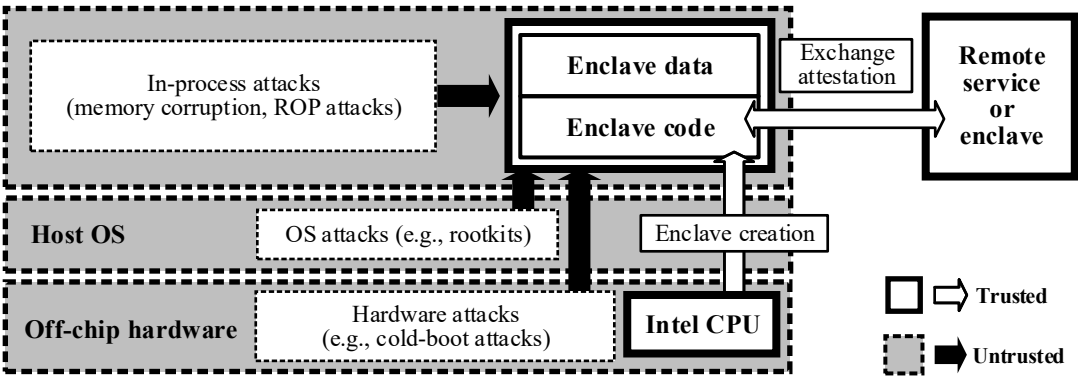 In-process attacks
(memory corruption, ROP attacks)
Enclave data
Enclave code
Exchange
attestation
Remote
service
or
enclave
Host OS
OS attacks (e.g., rootkits)
Enclave creation
Off-chip hardware
Hardware attacks
(e.g., cold-boot attacks)
Intel CPU
Trusted
Untrusted